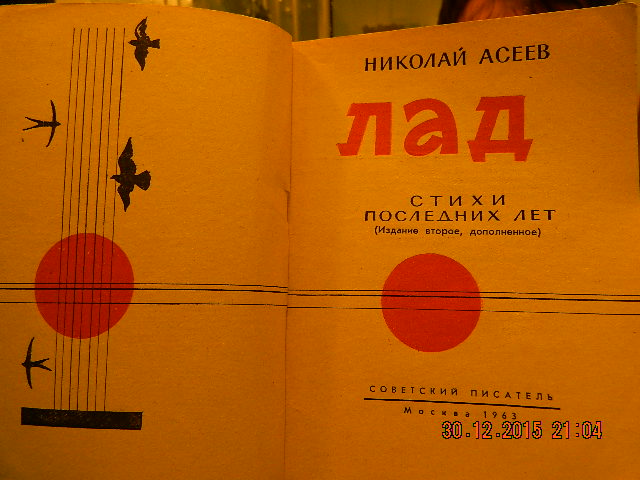 НИКОЛАЙ АСЕЕВ
лад
СТИХИ
ПОСЛЕДНИХ ЛЕТ
(Издание второе, дополненное)
СОВЕТСКИЙ ПИСАТЕЛЬ
Москва 1963
30.12.2015 21:04